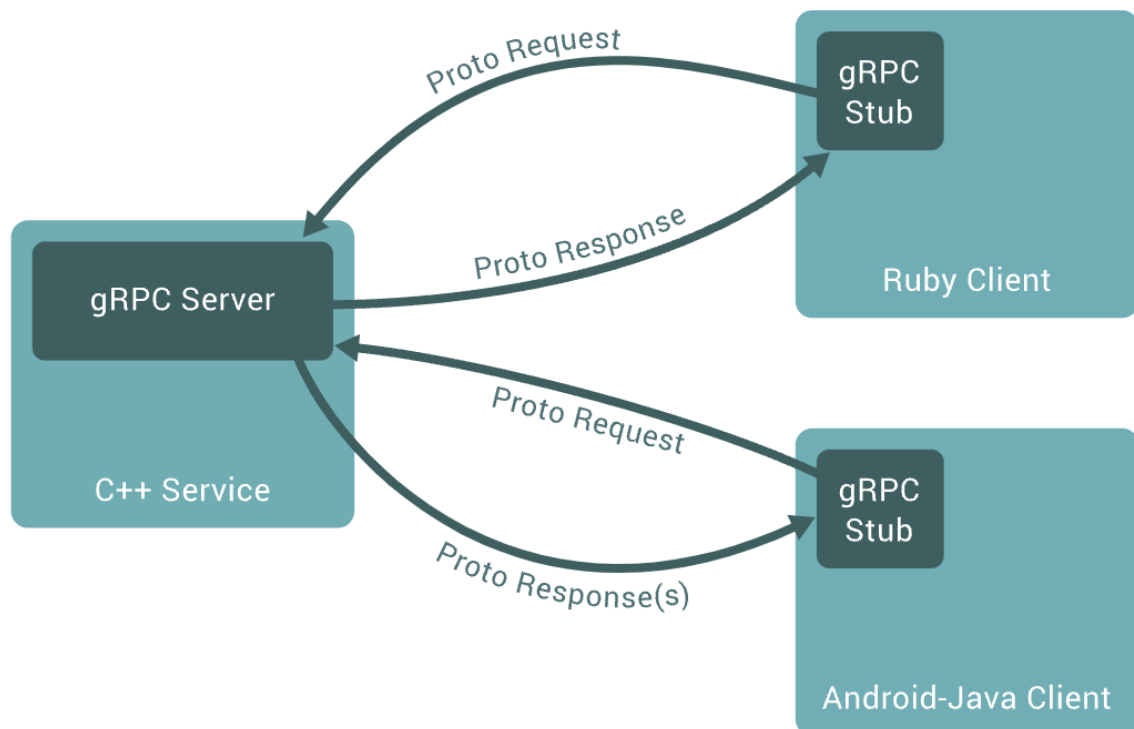 Proto Request
gRPC
Stub
Proto Response
Ruby Client
gRPC Server
C++ Service
Proto Request
gRPC
Stub
Proto Response(s)
Android-Java Client